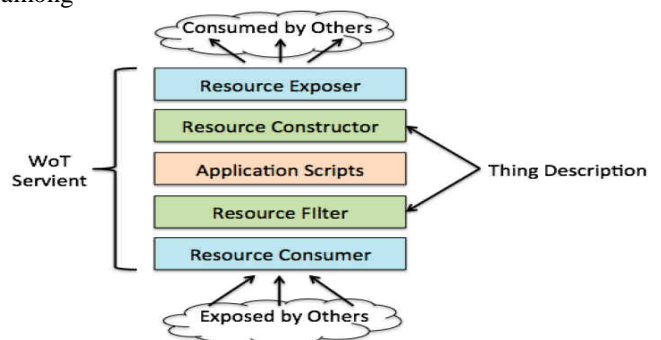 among
Consumed by Others
Resource Exposer
Resource Constructor
WoT
Servient
Application Scripts
Thing Description
Resource FIlter
Resource Consumer
Exposed by Others